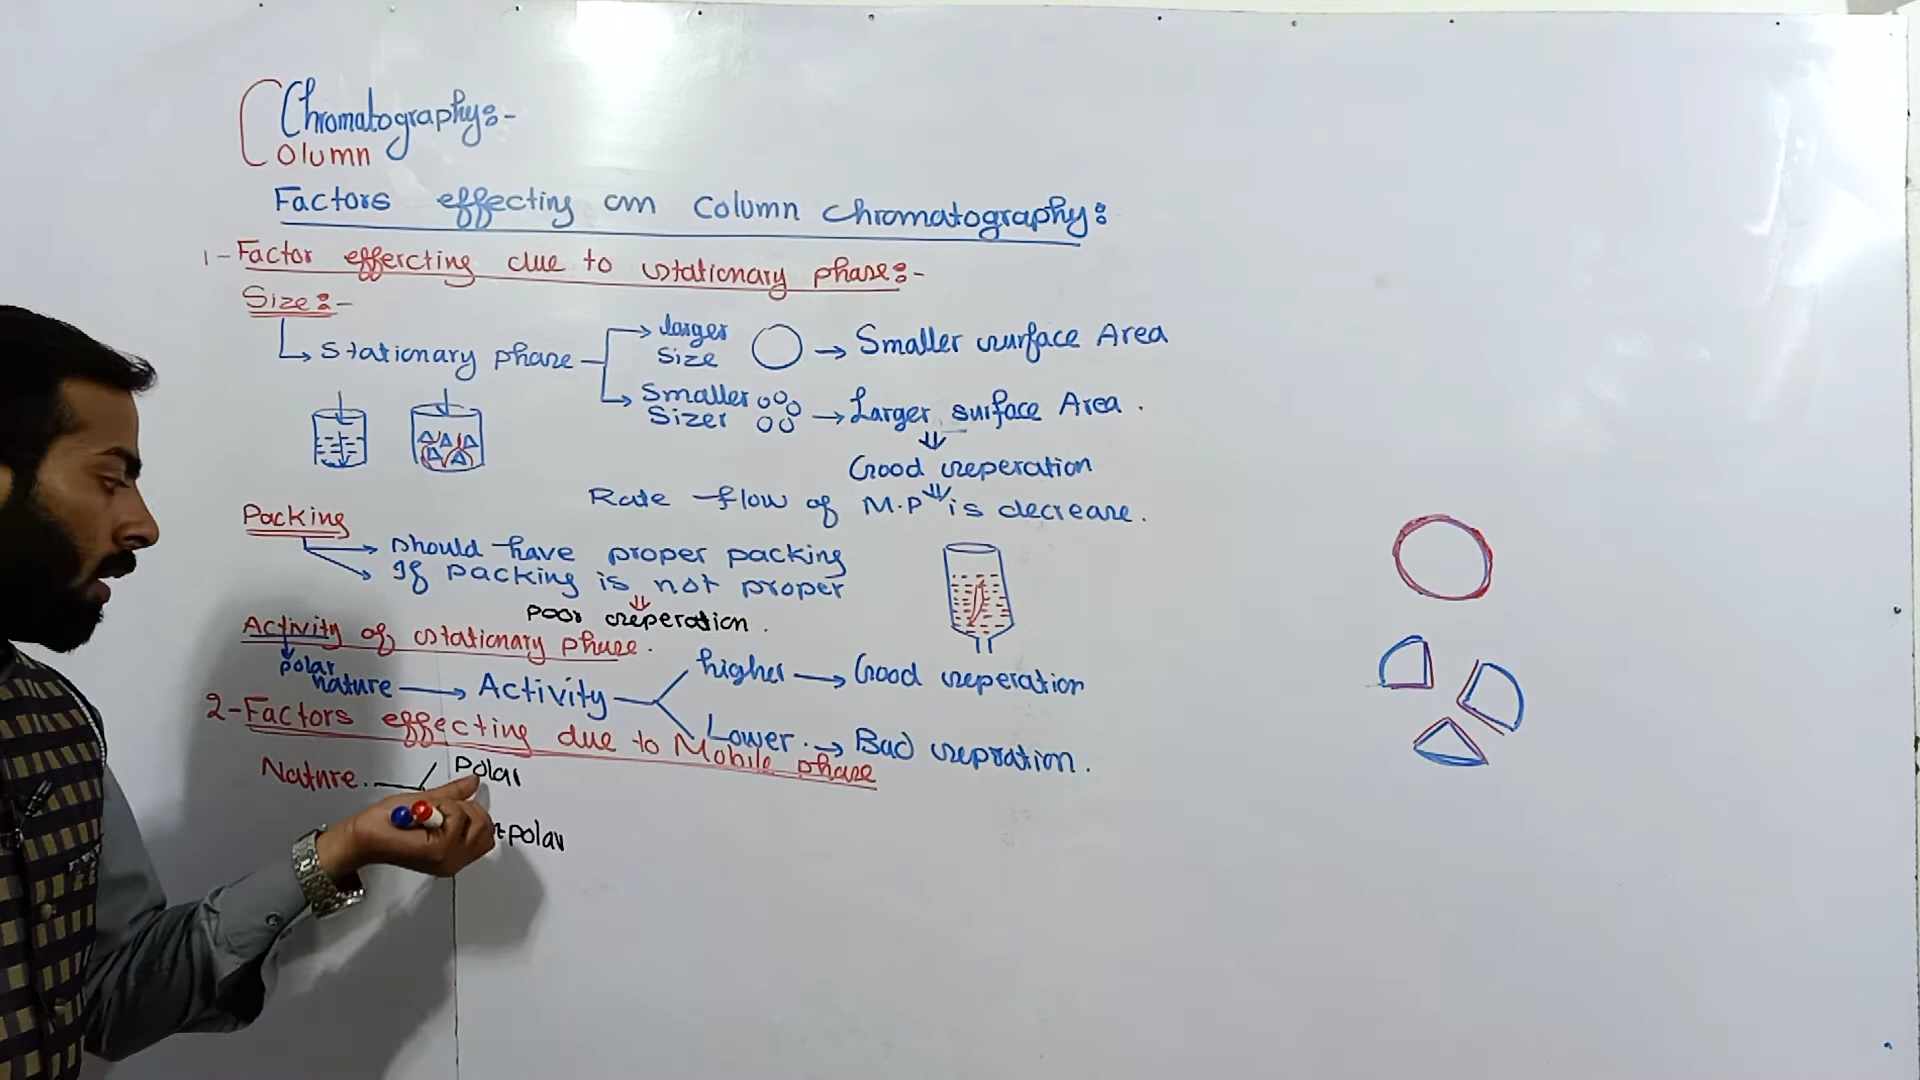 Chromatography:-
Column
Factors effecting on Column Chromatography:
1- Factor effercting due to stationary phase:-
Size:-
Stationary phase
larger Size → Smaller surface Area
Smaller Sizer → Larger surface Area.
Good seperation
Rate flow of M.P is decrease.
Packing
should have proper packing
If packing is not proper
poor seperation.
Activity of stationary phase.
polar nature → Activity
higher → Good seperation
Lower. → Bad sepration.
2- Factors effecting due to Mobile phase
Nature.
Polar
polar